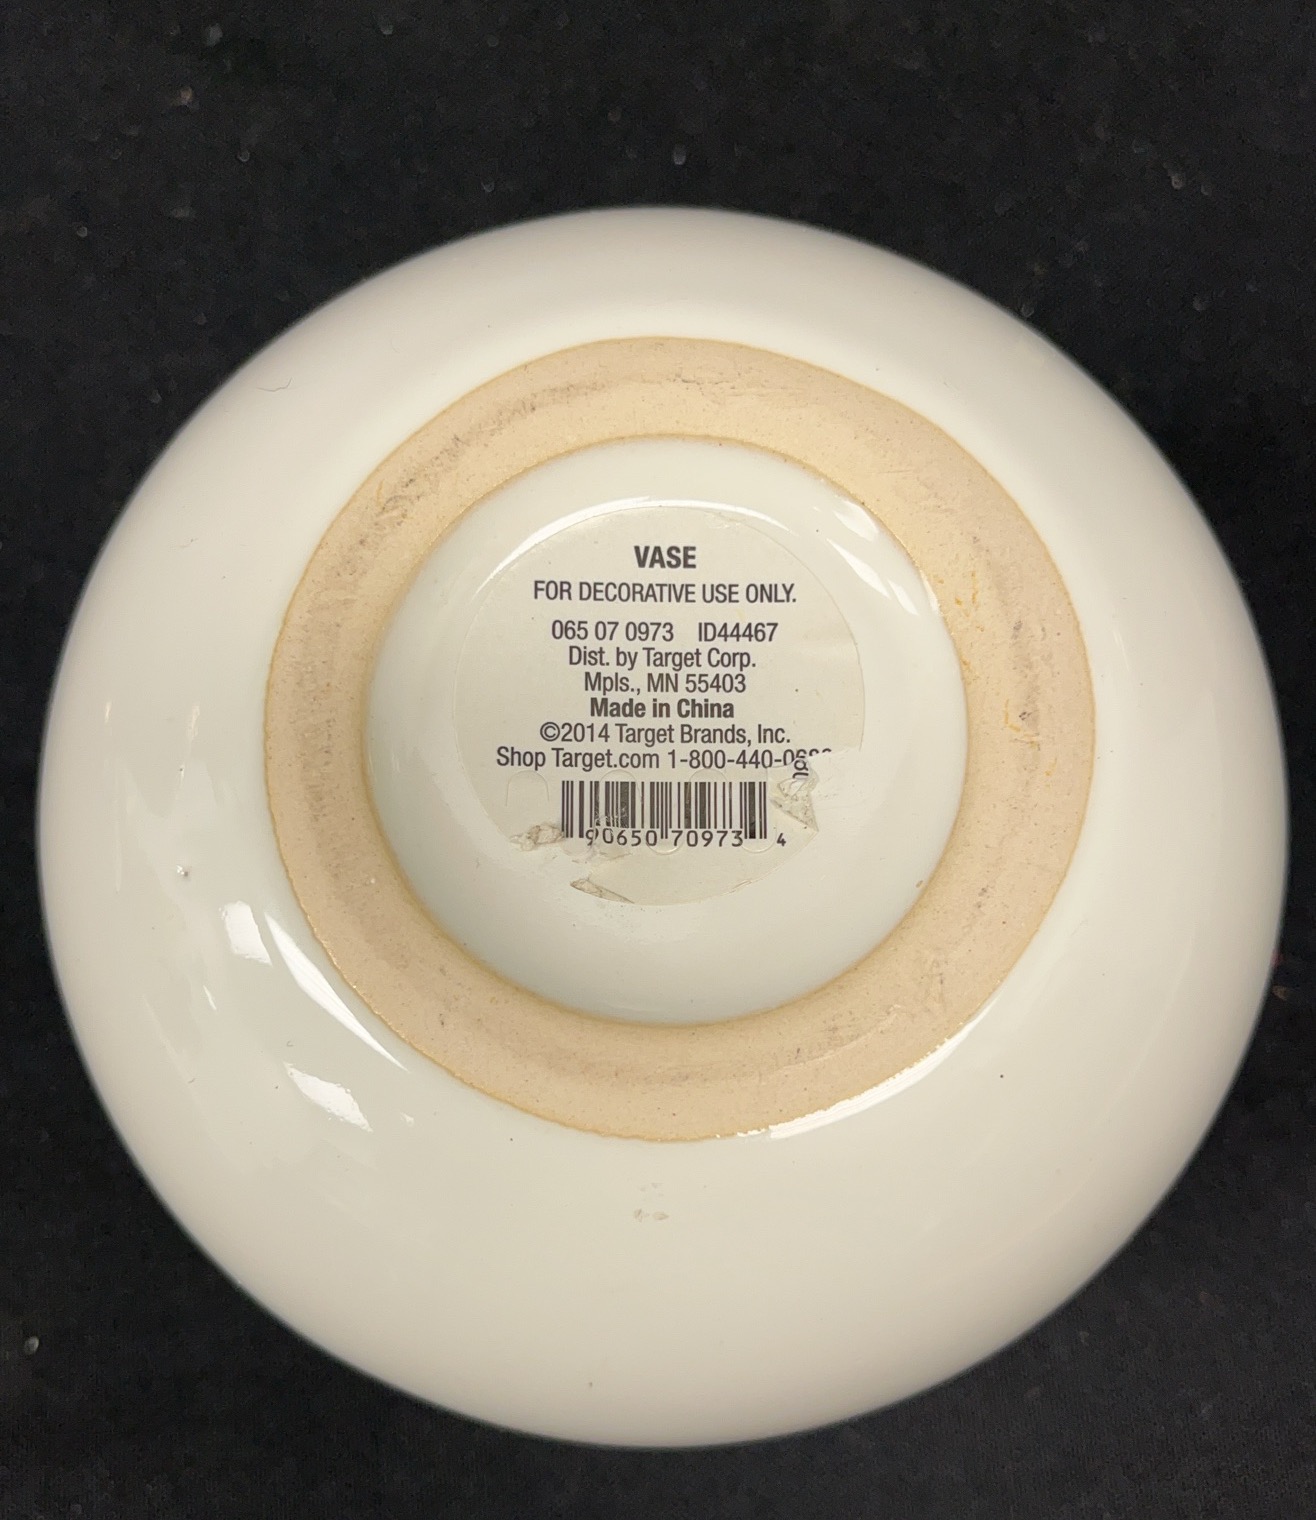 VASE
FOR DECORATIVE USE ONLY.
065 07 0973 ID44467
Dist. by Target Corp.
Mpls., MN 55403
Made in China
©2014 Target Brands, Inc.
Shop Target.com
90650 70973 4